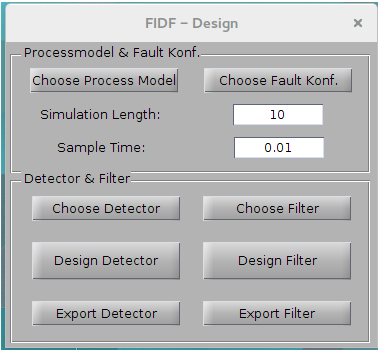 FIDF - Design ×
Processmodel & Fault Konf.
Choose Process Model Choose Fault Konf.
Simulation Length: 10
Sample Time: 0.01
Detector & Filter
Choose Detector Choose Filter
Design Detector Design Filter
Export Detector Export Filter